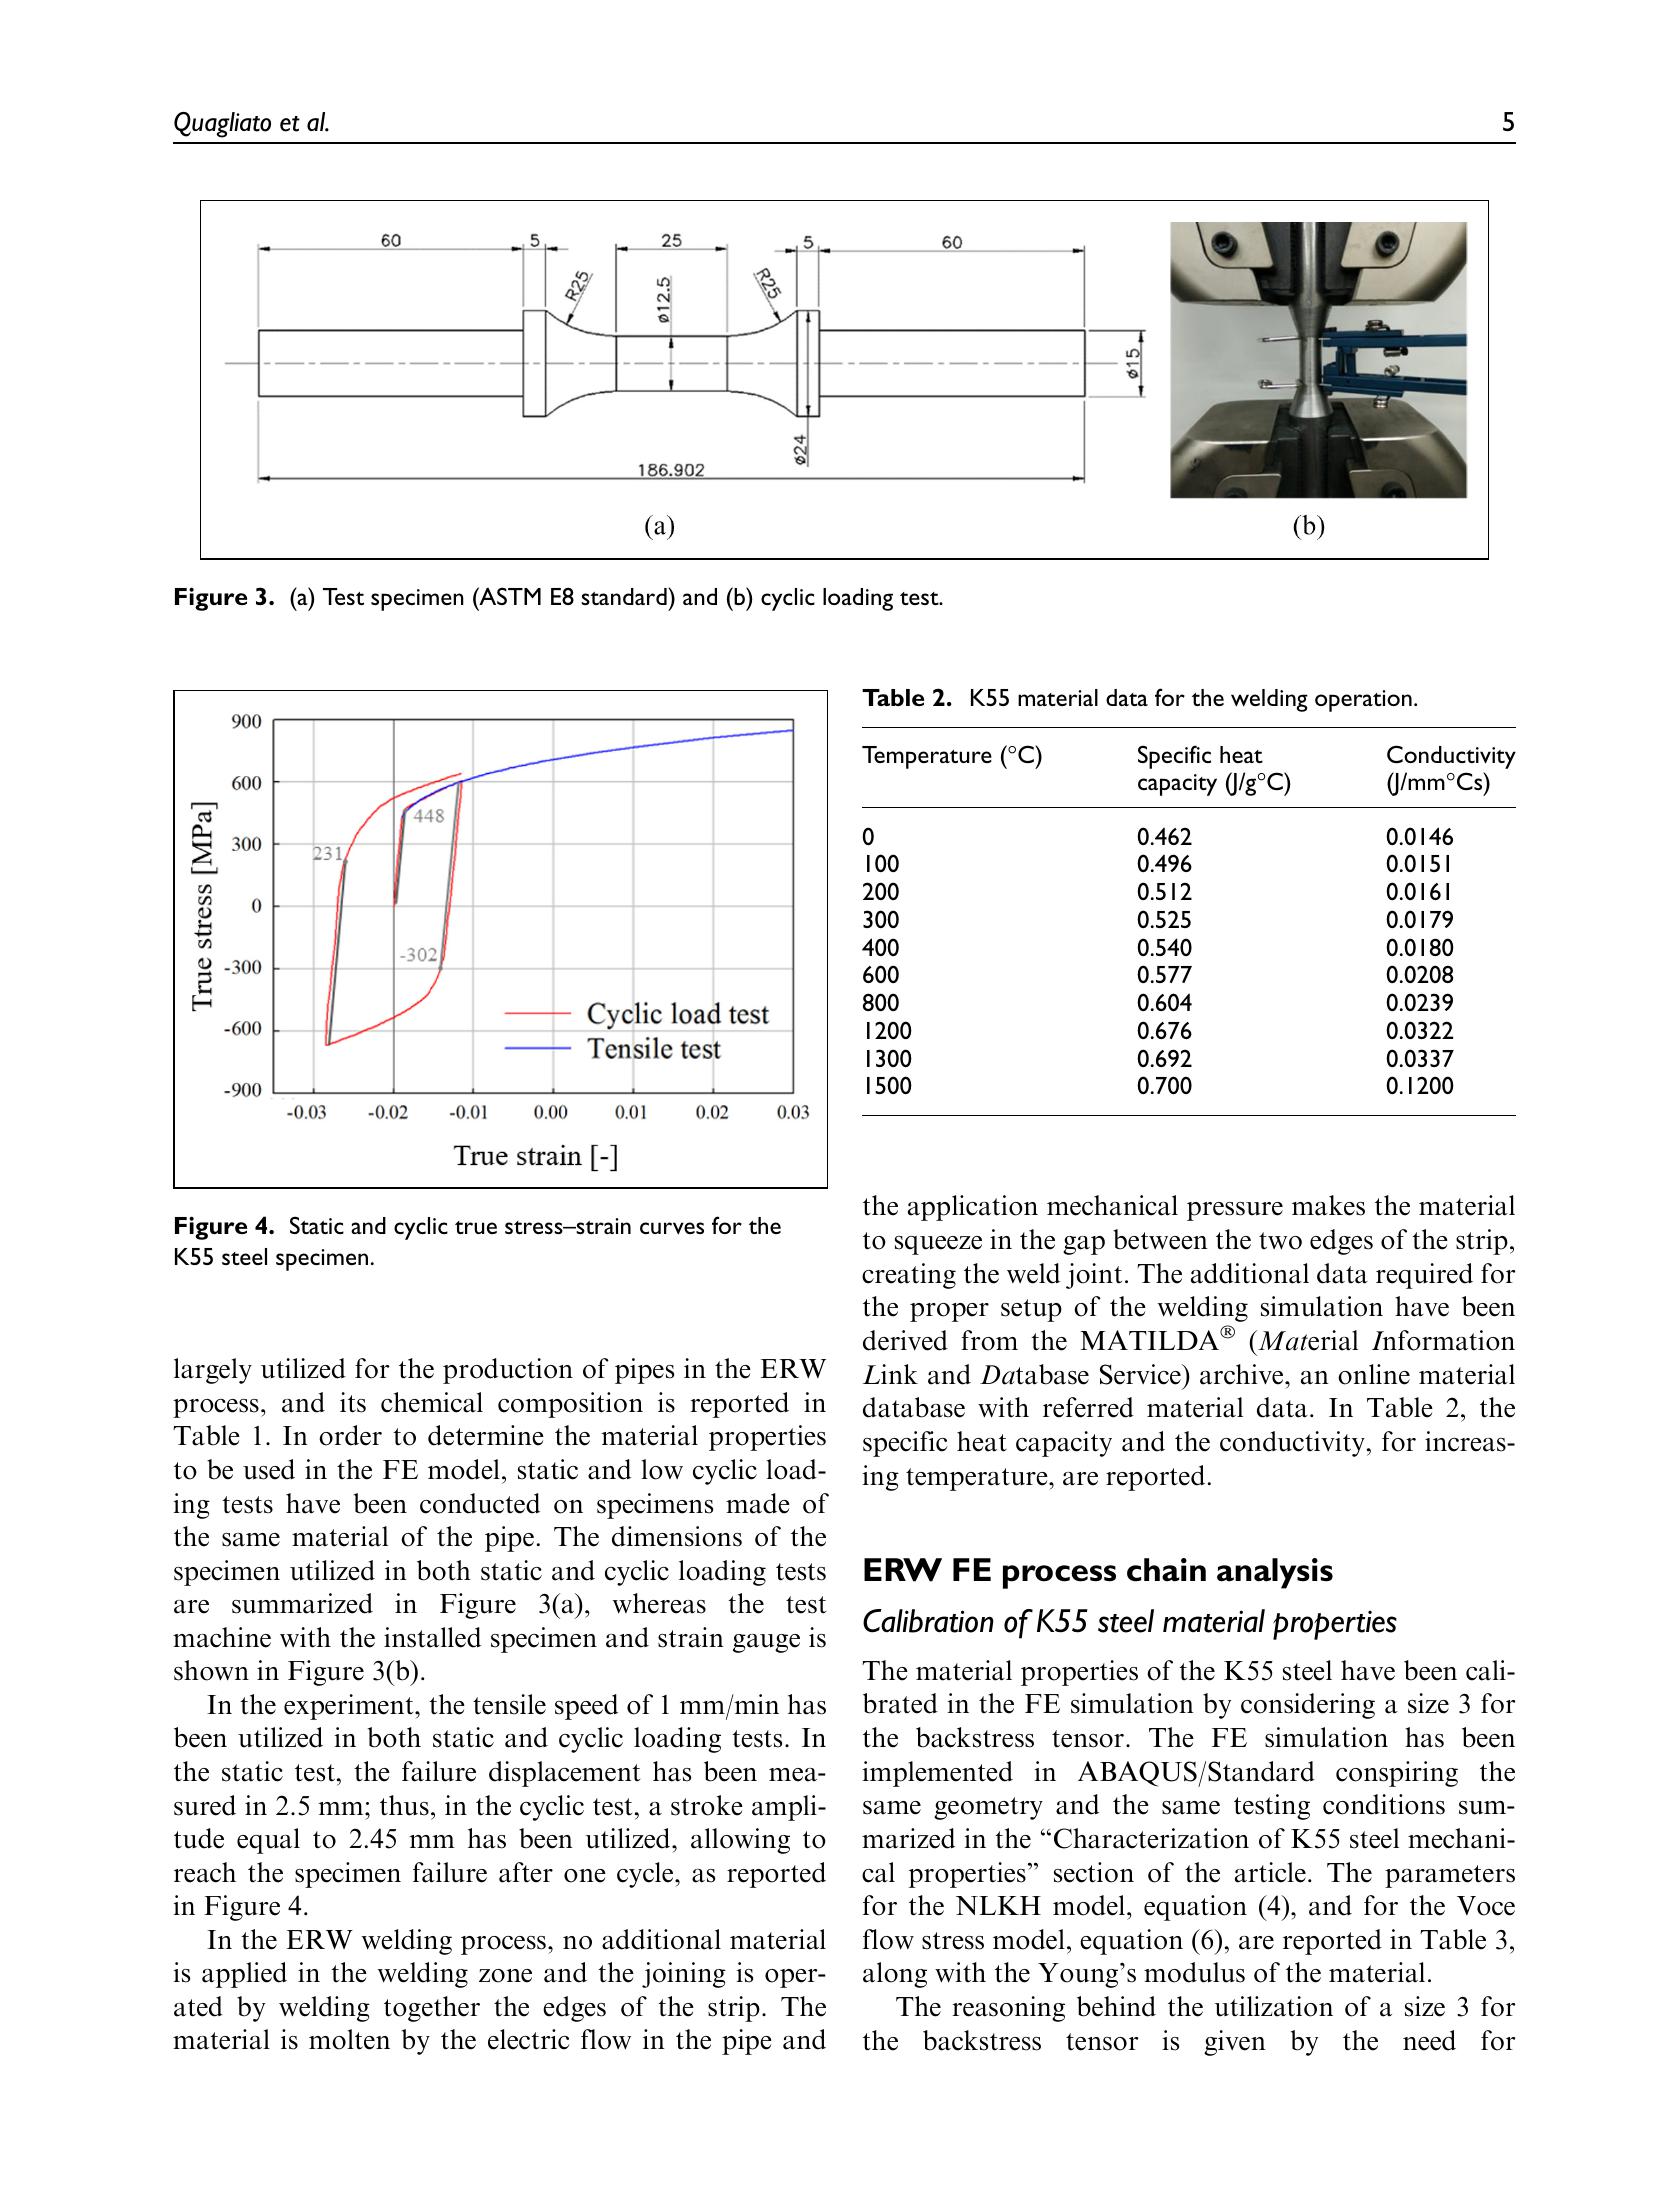 Quagliato et al.
5
60
5
25
5
60
R25
ø12.5
R25
ø15
ø24
186.902
(a)
(b)
Figure 3. (a) Test specimen (ASTM E8 standard) and (b) cyclic loading test.
900
600
300
0
-300
-600
-900
True stress [MPa]
231
448
-302
Cyclic load test
Tensile test
-0.03
-0.02
-0.01
0.00
0.01
0.02
0.03
True strain [-]
Figure 4. Static and cyclic true stress–strain curves for the
K55 steel specimen.
largely utilized for the production of pipes in the ERW
process, and its chemical composition is reported in
Table 1. In order to determine the material properties
to be used in the FE model, static and low cyclic load-
ing tests have been conducted on specimens made of
the same material of the pipe. The dimensions of the
specimen utilized in both static and cyclic loading tests
are summarized in Figure 3(a), whereas the test
machine with the installed specimen and strain gauge is
shown in Figure 3(b).
In the experiment, the tensile speed of 1 mm/min has
been utilized in both static and cyclic loading tests. In
the static test, the failure displacement has been mea-
sured in 2.5 mm; thus, in the cyclic test, a stroke ampli-
tude equal to 2.45 mm has been utilized, allowing to
reach the specimen failure after one cycle, as reported
in Figure 4.
In the ERW welding process, no additional material
is applied in the welding zone and the joining is oper-
ated by welding together the edges of the strip. The
material is molten by the electric flow in the pipe and
Table 2. K55 material data for the welding operation.
Temperature (°C) Specific heat capacity (J/g°C) Conductivity (J/mm°Cs)
0 0.462 0.0146
100 0.496 0.0151
200 0.512 0.0161
300 0.525 0.0179
400 0.540 0.0180
600 0.577 0.0208
800 0.604 0.0239
1200 0.676 0.0322
1300 0.692 0.0337
1500 0.700 0.1200
the application mechanical pressure makes the material
to squeeze in the gap between the two edges of the strip,
creating the weld joint. The additional data required for
the proper setup of the welding simulation have been
derived from the MATILDA® (Material Information
Link and Database Service) archive, an online material
database with referred material data. In Table 2, the
specific heat capacity and the conductivity, for increas-
ing temperature, are reported.
ERW FE process chain analysis
Calibration of K55 steel material properties
The material properties of the K55 steel have been cali-
brated in the FE simulation by considering a size 3 for
the backstress tensor. The FE simulation has been
implemented in ABAQUS/Standard conspiring the
same geometry and the same testing conditions sum-
marized in the “Characterization of K55 steel mechani-
cal properties” section of the article. The parameters
for the NLKH model, equation (4), and for the Voce
flow stress model, equation (6), are reported in Table 3,
along with the Young’s modulus of the material.
The reasoning behind the utilization of a size 3 for
the backstress tensor is given by the need for